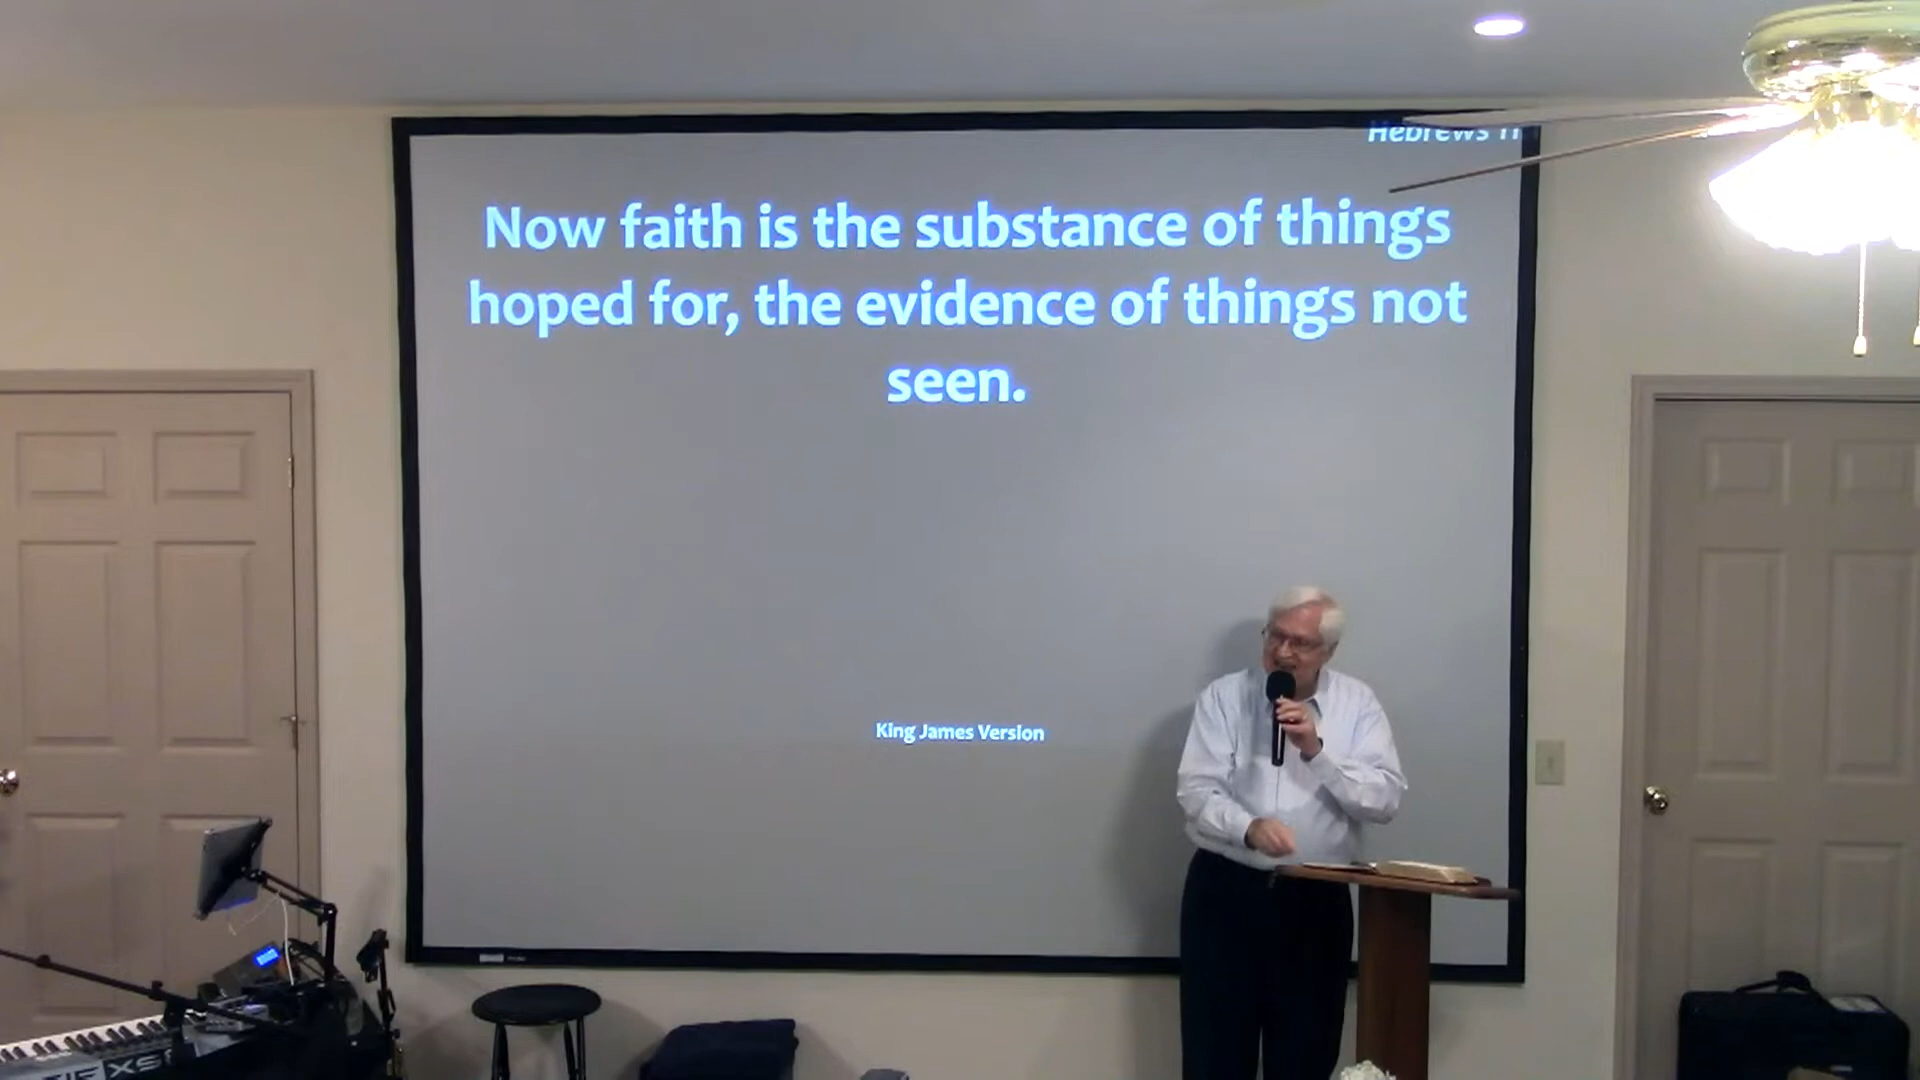 Hebrews 11
Now faith is the substance of things
hoped for, the evidence of things not
seen.
King James Version
XS